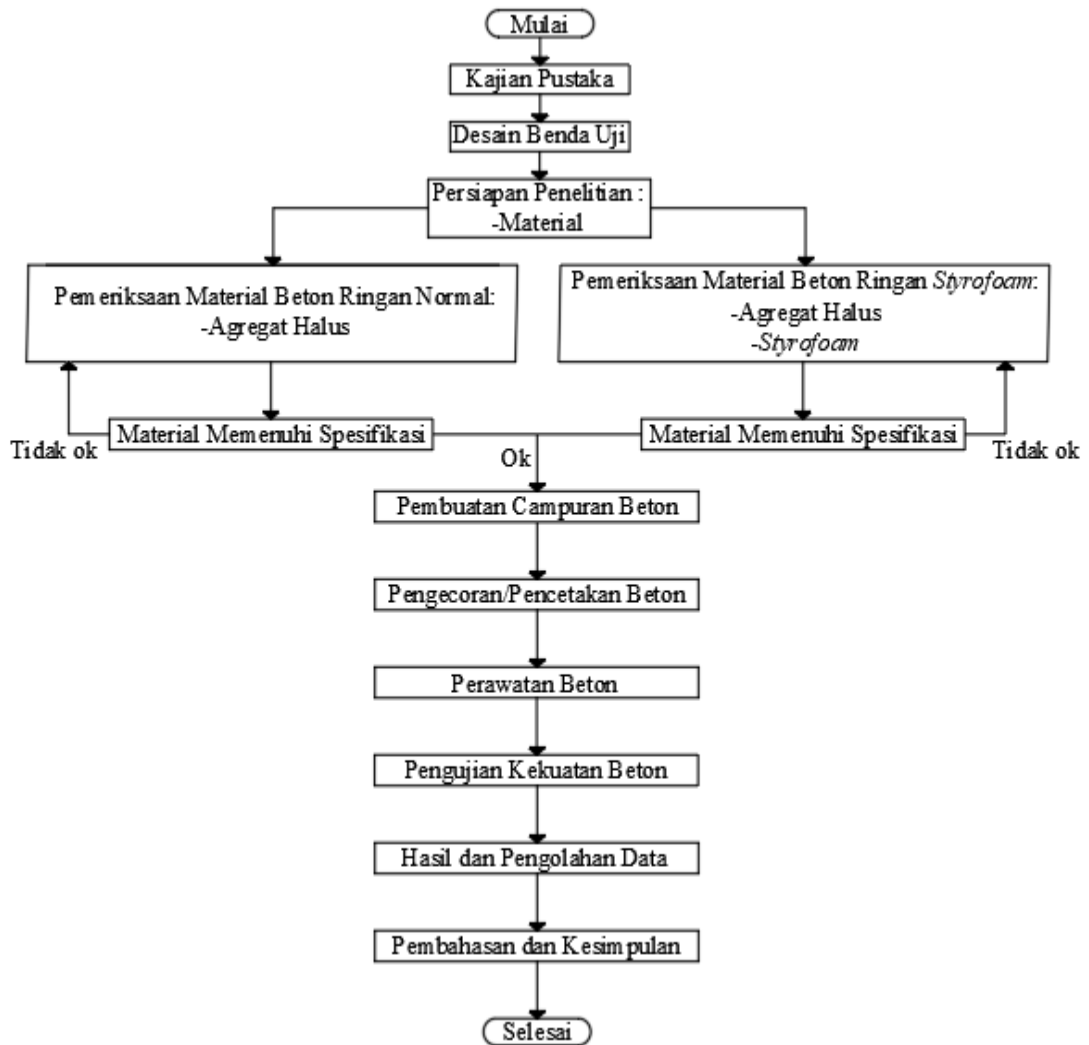 Mulai
Kajian Pustaka
Desain Benda Uji
Persiapan Penelitian :
-Material
Pemeriksaan Material Beton Ringan Normal:
-Agregat Halus
Pemeriksaan Material Beton Ringan Styrofoam:
-Agregat Halus
-Styrofoam
Material Memenuhi Spesifikasi
Tidak ok
Material Memenuhi Spesifikasi
Tidak ok
Ok
Pembuatan Campuran Beton
Pengecoran/Pencetakan Beton
Perawatan Beton
Pengujian Kekuatan Beton
Hasil dan Pengolahan Data
Pembahasan dan Kesimpulan
Selesai